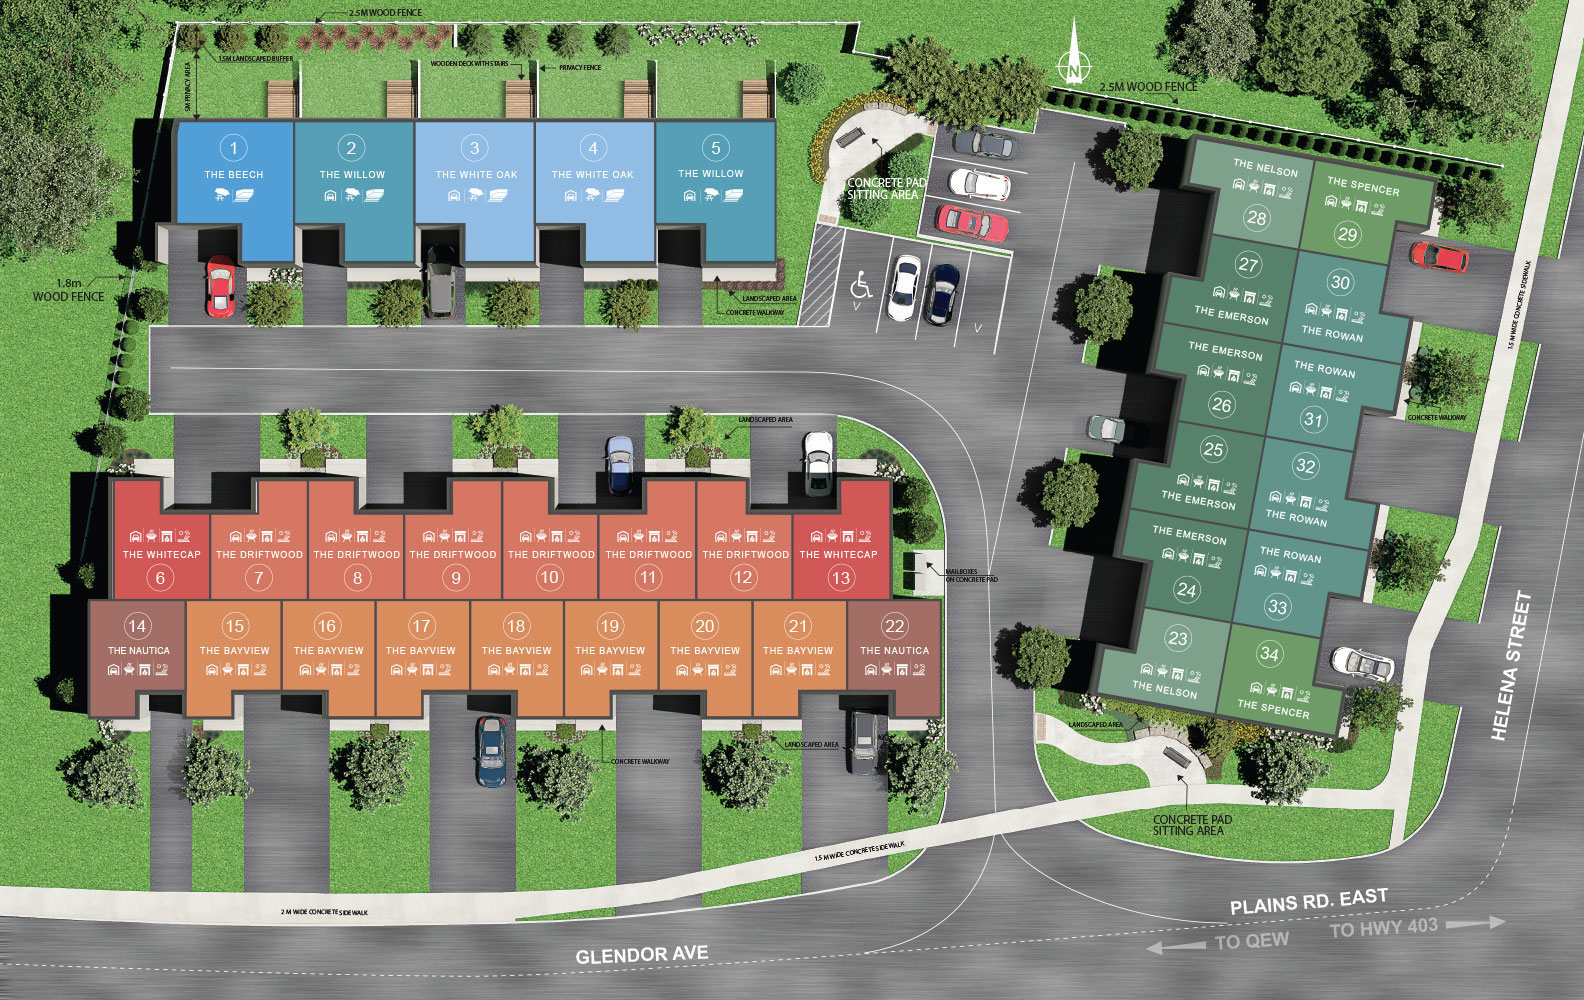 2.5M WOOD FENCE
1.5M LANDSCAPED BUFFER
5M PRIVACY AREA
WOODEN DECK WITH STAIRS
PRIVACY FENCE
N
2.5M WOOD FENCE
1
THE BEECH
2
THE WILLOW
3
THE WHITE OAK
4
THE WHITE OAK
5
THE WILLOW
CONCRETE PAD
SITTING AREA
1.8m
WOOD FENCE
LANDSCAPED AREA
CONCRETE WALKWAY
THE NELSON
28
THE SPENCER
29
27
THE EMERSON
30
THE ROWAN
THE EMERSON
26
THE ROWAN
31
25
THE EMERSON
32
THE ROWAN
THE EMERSON
24
THE ROWAN
33
23
THE NELSON
34
THE SPENCER
1.5 M WIDE CONCRETE SIDEWALK
CONCRETE WALKWAY
LANDSCAPED AREA
THE WHITECAP
6
THE DRIFTWOOD
7
THE DRIFTWOOD
8
THE DRIFTWOOD
9
THE DRIFTWOOD
10
THE DRIFTWOOD
11
THE DRIFTWOOD
12
THE WHITECAP
13
MAILBOXES
ON CONCRETE PAD
14
THE NAUTICA
15
THE BAYVIEW
16
THE BAYVIEW
17
THE BAYVIEW
18
THE BAYVIEW
19
THE BAYVIEW
20
THE BAYVIEW
21
THE BAYVIEW
22
THE NAUTICA
LANDSCAPED AREA
CONCRETE WALKWAY
LANDSCAPED AREA
CONCRETE PAD
SITTING AREA
HELENA STREET
1.5 M WIDE CONCRETE SIDEWALK
2 M WIDE CONCRETE SIDEWALK
PLAINS RD. EAST
TO QEW
TO HWY 403
GLENDOR AVE